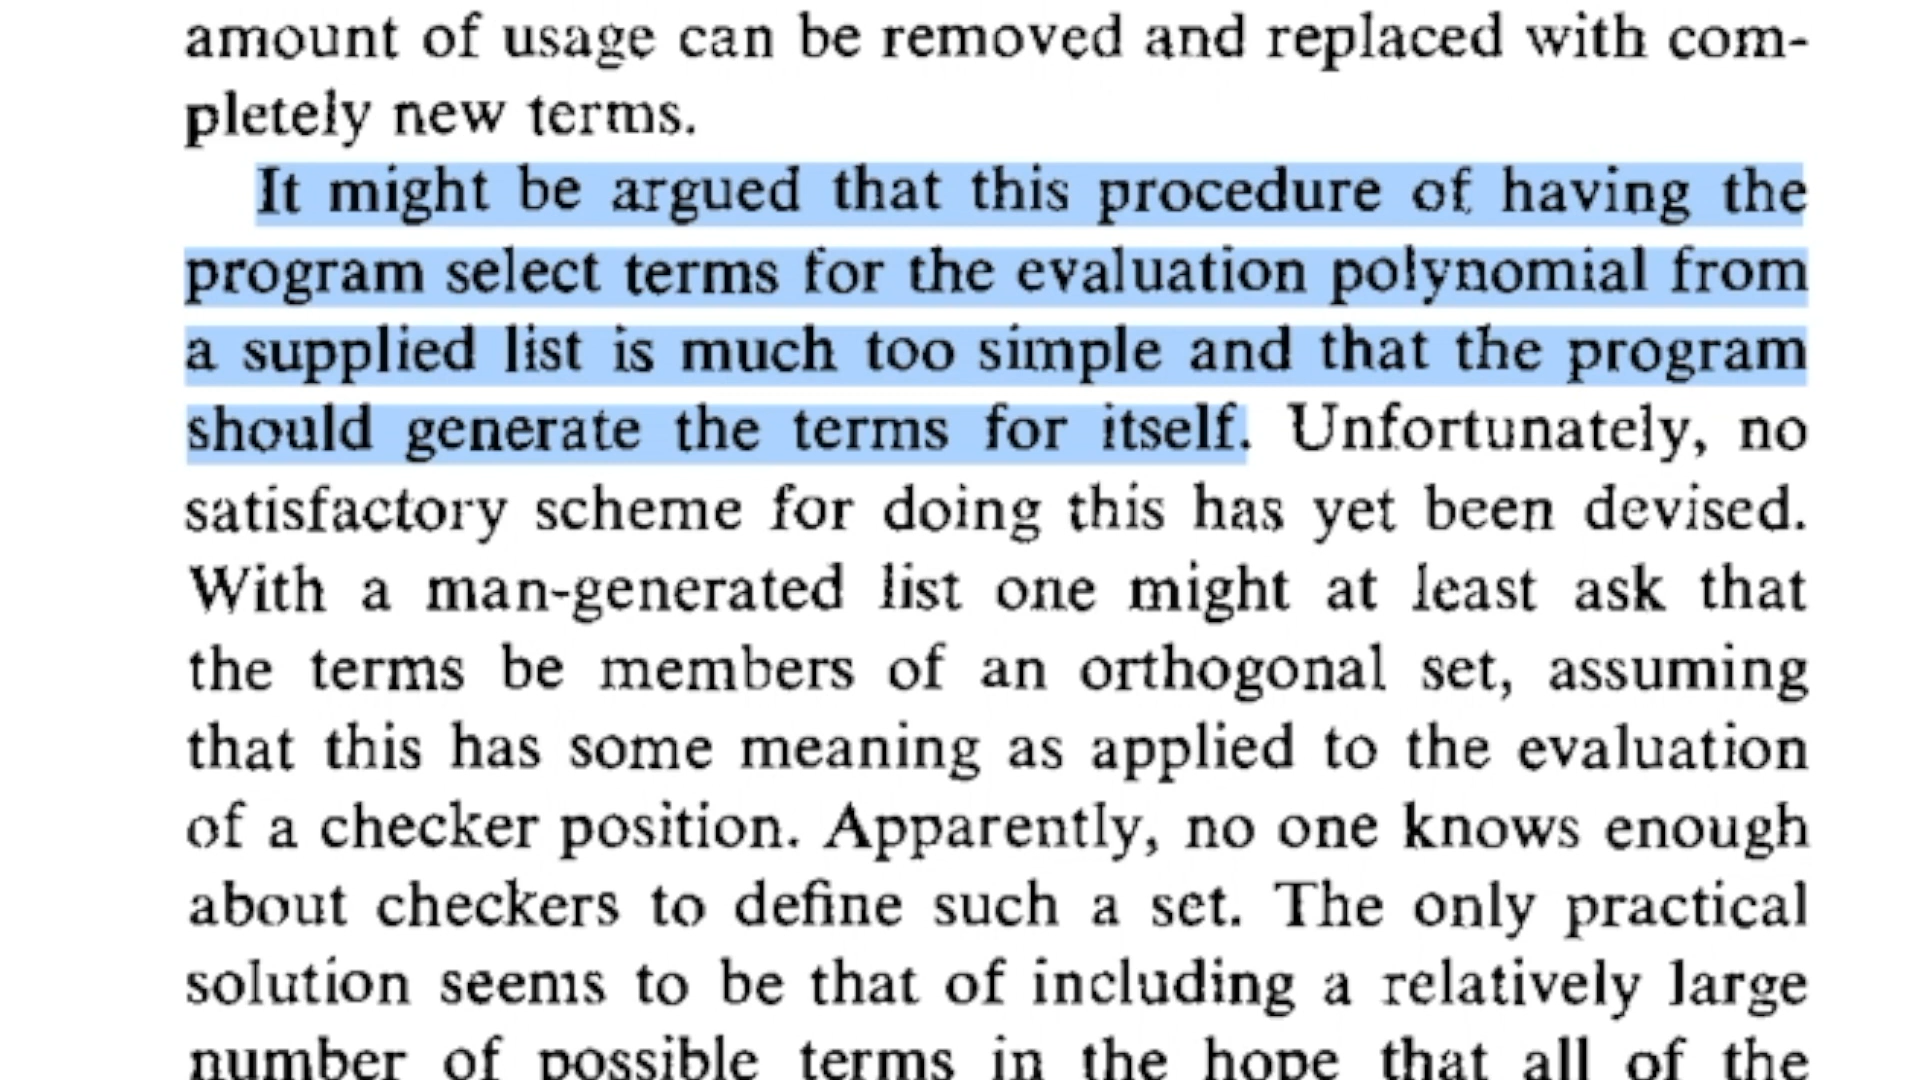 amount of usage can be removed and replaced with com-
pletely new terms.
It might be argued that this procedure of having the
program select terms for the evaluation polynomial from
a supplied list is much too simple and that the program
should generate the terms for itself. Unfortunately, no
satisfactory scheme for doing this has yet been devised.
With a man-generated list one might at least ask that
the terms be members of an orthogonal set, assuming
that this has some meaning as applied to the evaluation
of a checker position. Apparently, no one knows enough
about checkers to define such a set. The only practical
solution seems to be that of including a relatively large
number of possible terms in the hope that all of the